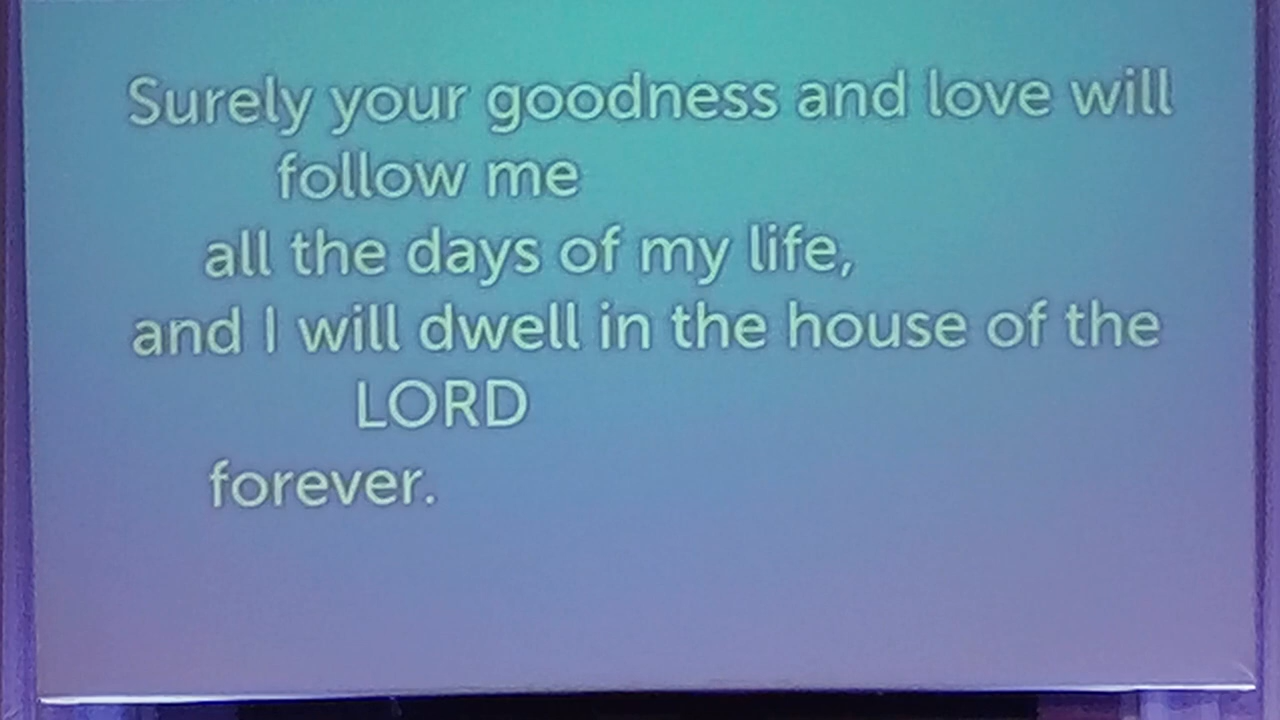 Surely your goodness and love will
follow me
all the days of my life,
and I will dwell in the house of the
LORD
forever.